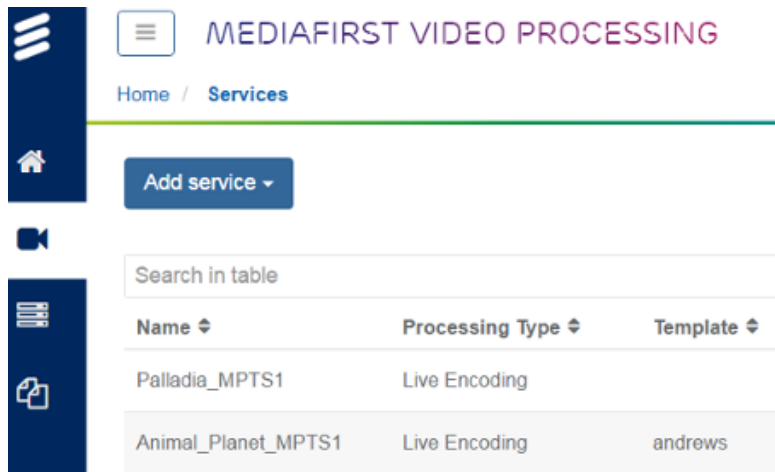 MEDIAFIRST VIDEO PROCESSING
Home / Services
Add service
Search in table
Name Processing Type Template
Palladia_MPTS1 Live Encoding
Animal_Planet_MPTS1 Live Encoding andrews